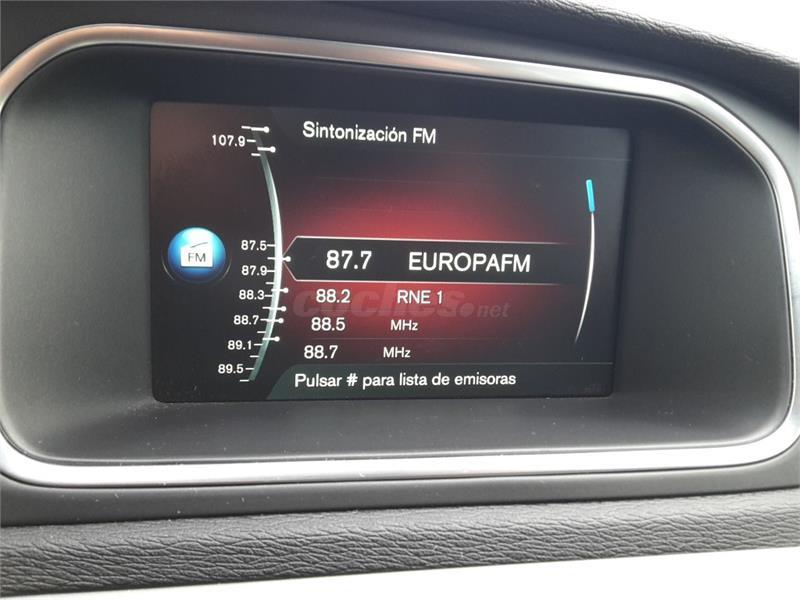 Sintonización FM
107.9
87.5
87.7 EUROPAFM
FM
87.9
88.3
88.2 RNE 1
coches.net
88.7
88.5 MHz
89.1
88.7 MHz
89.5
Pulsar # para lista de emisoras